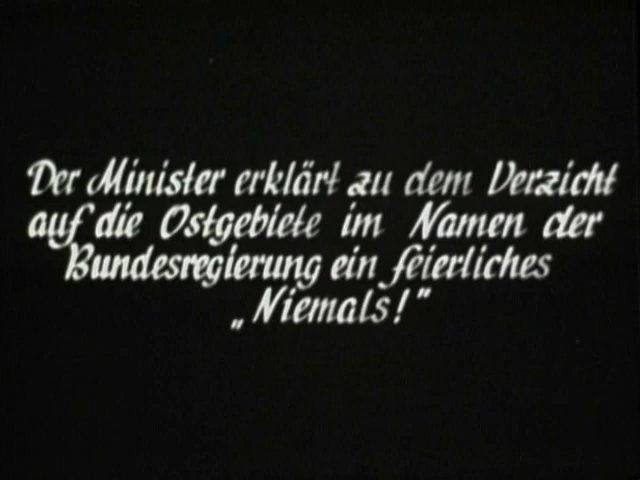 Der Minister erklärt zu dem Verzicht
auf die Ostgebiete im Namen der
Bundesregierung ein feierliches
„Niemals!"